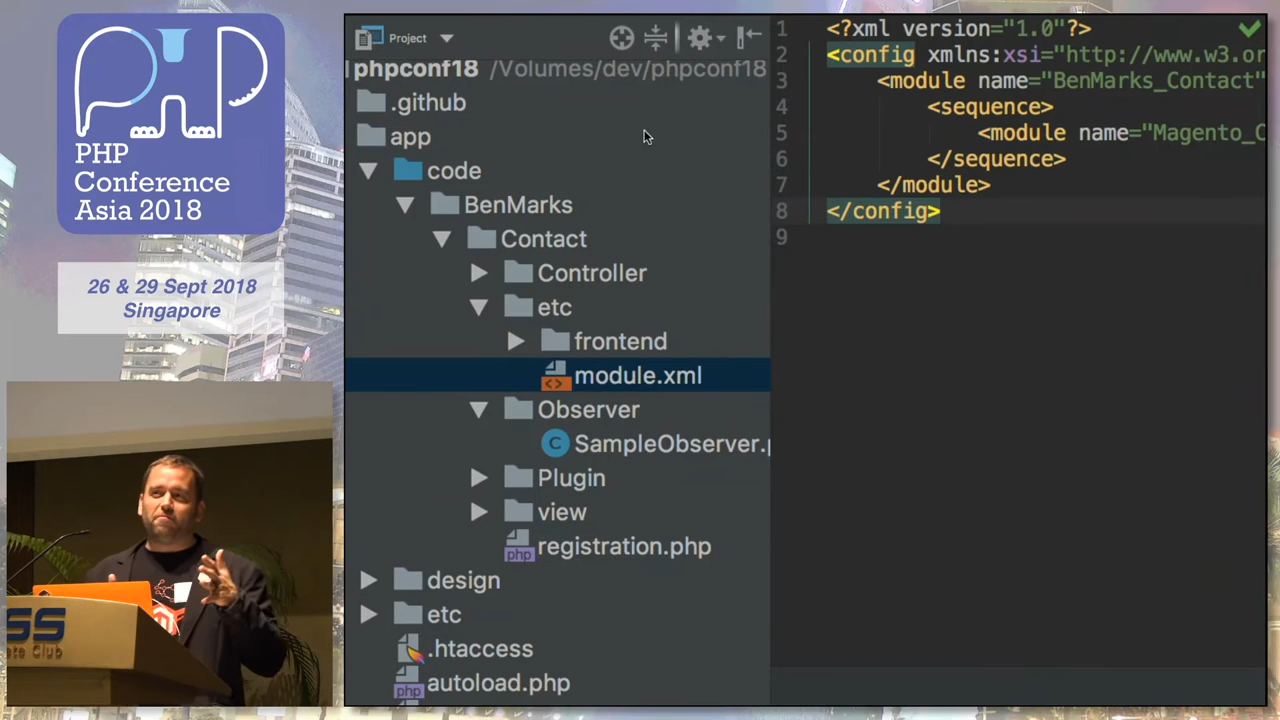 PHP
Conference
Asia 2018
26 & 29 Sept 2018
Singapore
SS
ete Club
Project
phpconf18 /Volumes/dev/phpconf18
.github
app
code
BenMarks
Contact
Controller
etc
frontend
module.xml
Observer
SampleObserver.p
Plugin
view
registration.php
design
etc
.htaccess
autoload.php
1 <?xml version="1.0"?>
2 <config xmlns:xsi="http://www.w3.or
3 <module name="BenMarks_Contact"
4 <sequence>
5 <module name="Magento_C
6 </sequence>
7 </module>
8 </config>
9